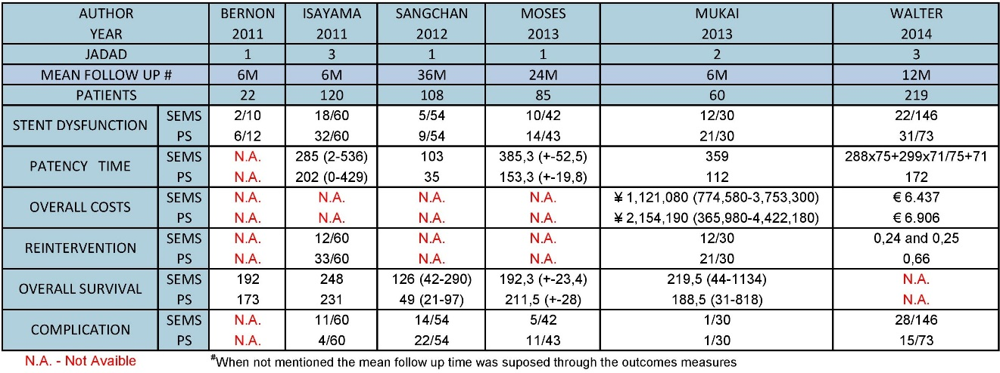 AUTHOR BERNON ISAYAMA SANGCHAN MOSES MUKAI WALTER
YEAR 2011 2011 2012 2013 2013 2014
JADAD 1 3 1 1 2 3
MEAN FOLLOW UP # 6M 6M 36M 24M 6M 12M
PATIENTS 22 120 108 85 60 219
STENT DYSFUNCTION SEMS 2/10 18/60 5/54 10/42 12/30 22/146
PS 6/12 32/60 9/54 14/43 21/30 31/73
PATENCY TIME SEMS N.A. 285 (2-536) 103 385,3 (+-52,5) 359 288x75+299x71/75+71
PS N.A. 202 (0-429) 35 153,3 (+-19,8) 112 172
OVERALL COSTS SEMS N.A. N.A. N.A. N.A. ¥ 1,121,080 (774,580-3,753,300) € 6.437
PS N.A. N.A. N.A. N.A. ¥ 2,154,190 (365,980-4,422,180) € 6.906
REINTERVENTION SEMS N.A. 12/60 N.A. N.A. 12/30 0,24 and 0,25
PS N.A. 33/60 N.A. N.A. 21/30 0,66
OVERALL SURVIVAL SEMS 192 248 126 (42-290) 192,3 (+-23,4) 219,5 (44-1134) N.A.
PS 173 231 49 (21-97) 211,5 (+-28) 188,5 (31-818) N.A.
COMPLICATION SEMS N.A. 11/60 14/54 5/42 1/30 28/146
PS N.A. 4/60 22/54 11/43 1/30 15/73
N.A. - Not Avaible #When not mentioned the mean follow up time was suposed through the outcomes measures